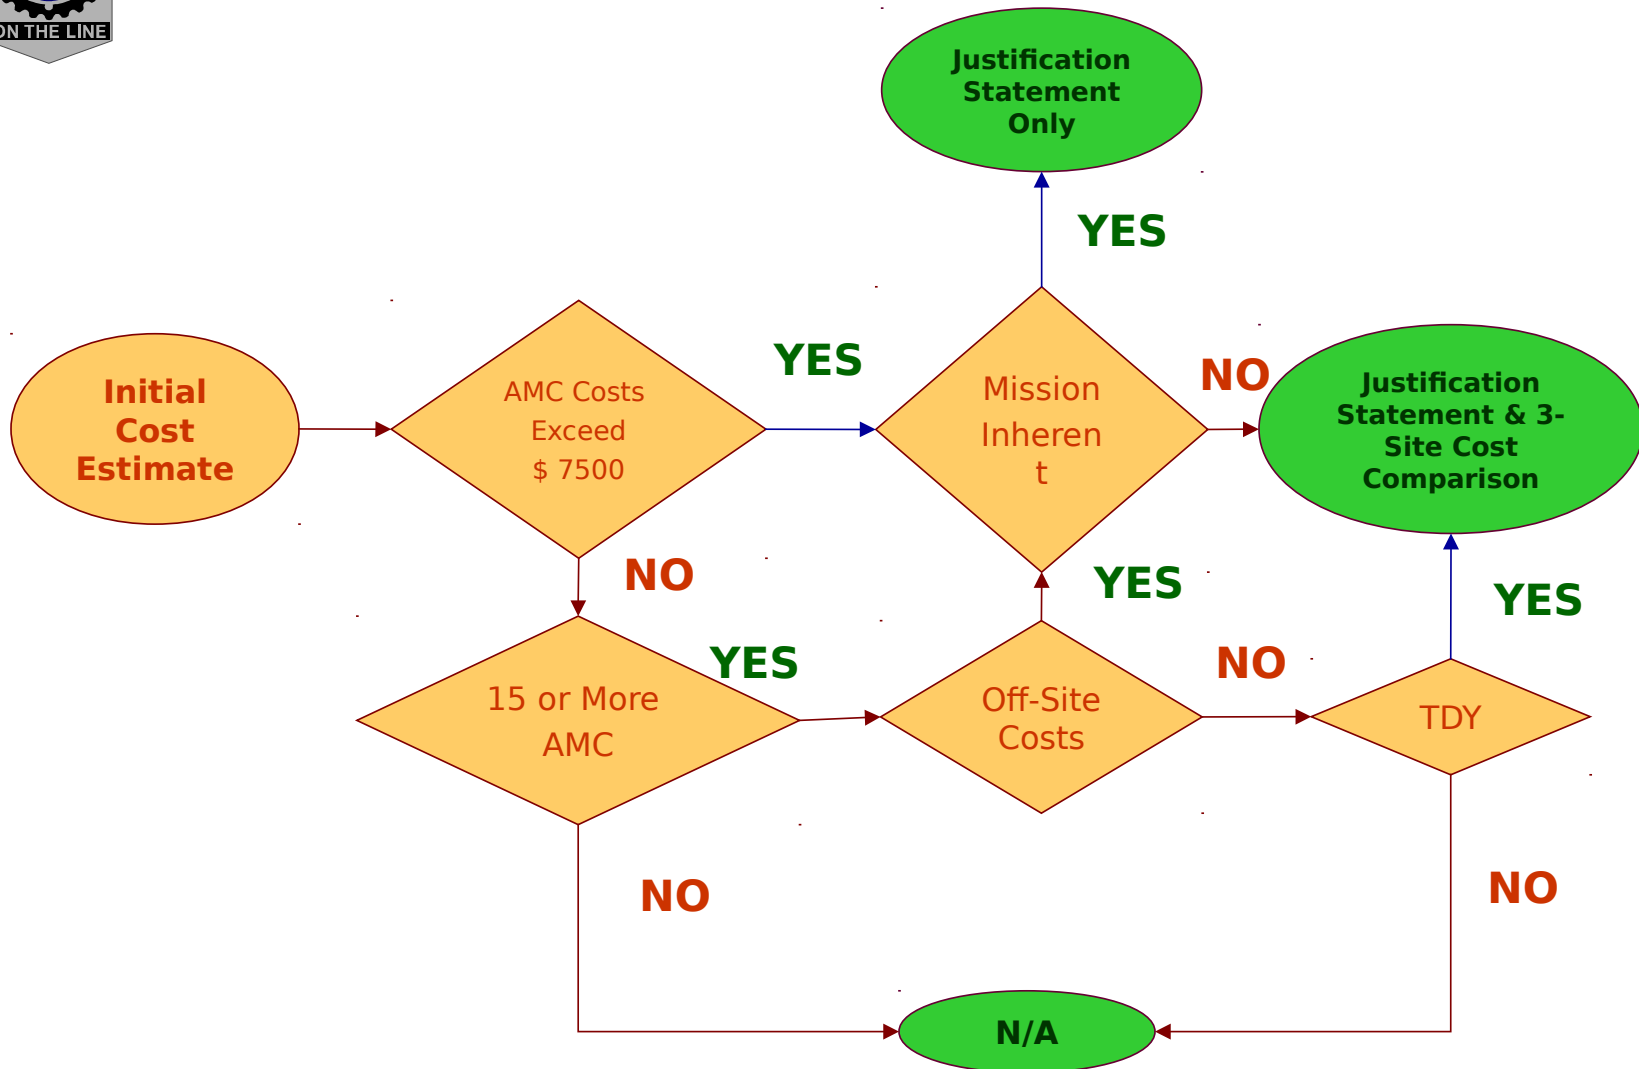 ON THE LINE
Justification
Statement
Only
YES
Initial
Cost
Estimate
AMC Costs
Exceed
$ 7500
YES
Mission
Inheren
t
NO
Justification
Statement & 3-
Site Cost
Comparison
NO
YES
YES
15 or More
AMC
YES
Off-Site
Costs
NO
TDY
NO
NO
N/A